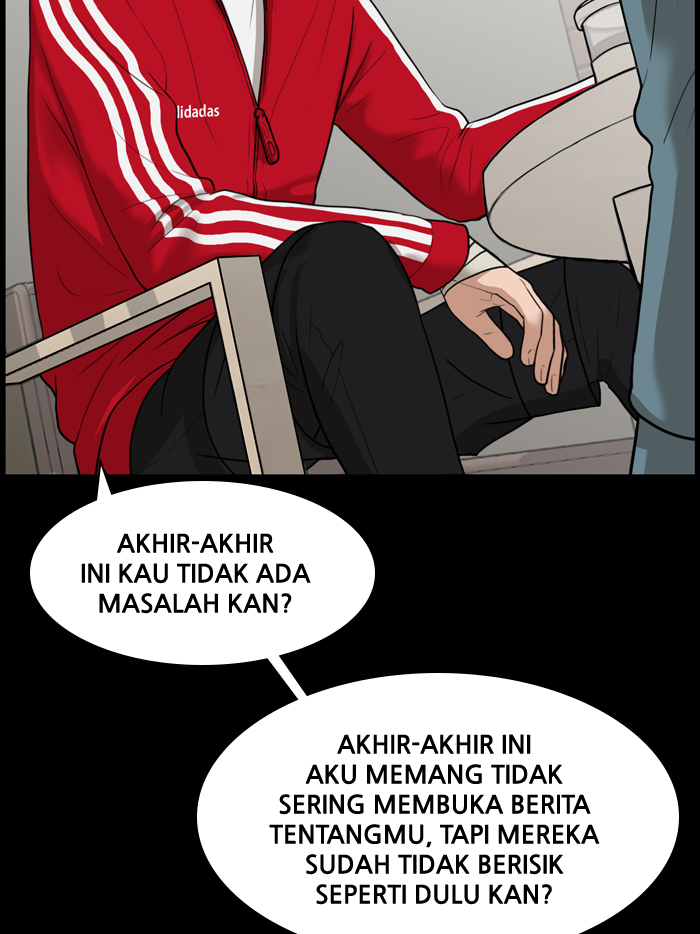 lidadas
AKHIR-AKHIR
INI KAU TIDAK ADA
MASALAH KAN?
AKHIR-AKHIR INI
AKU MEMANG TIDAK
SERING MEMBUKA BERITA
TENTANGMU, TAPI MEREKA
SUDAH TIDAK BERISIK
SEPERTI DULU KAN?